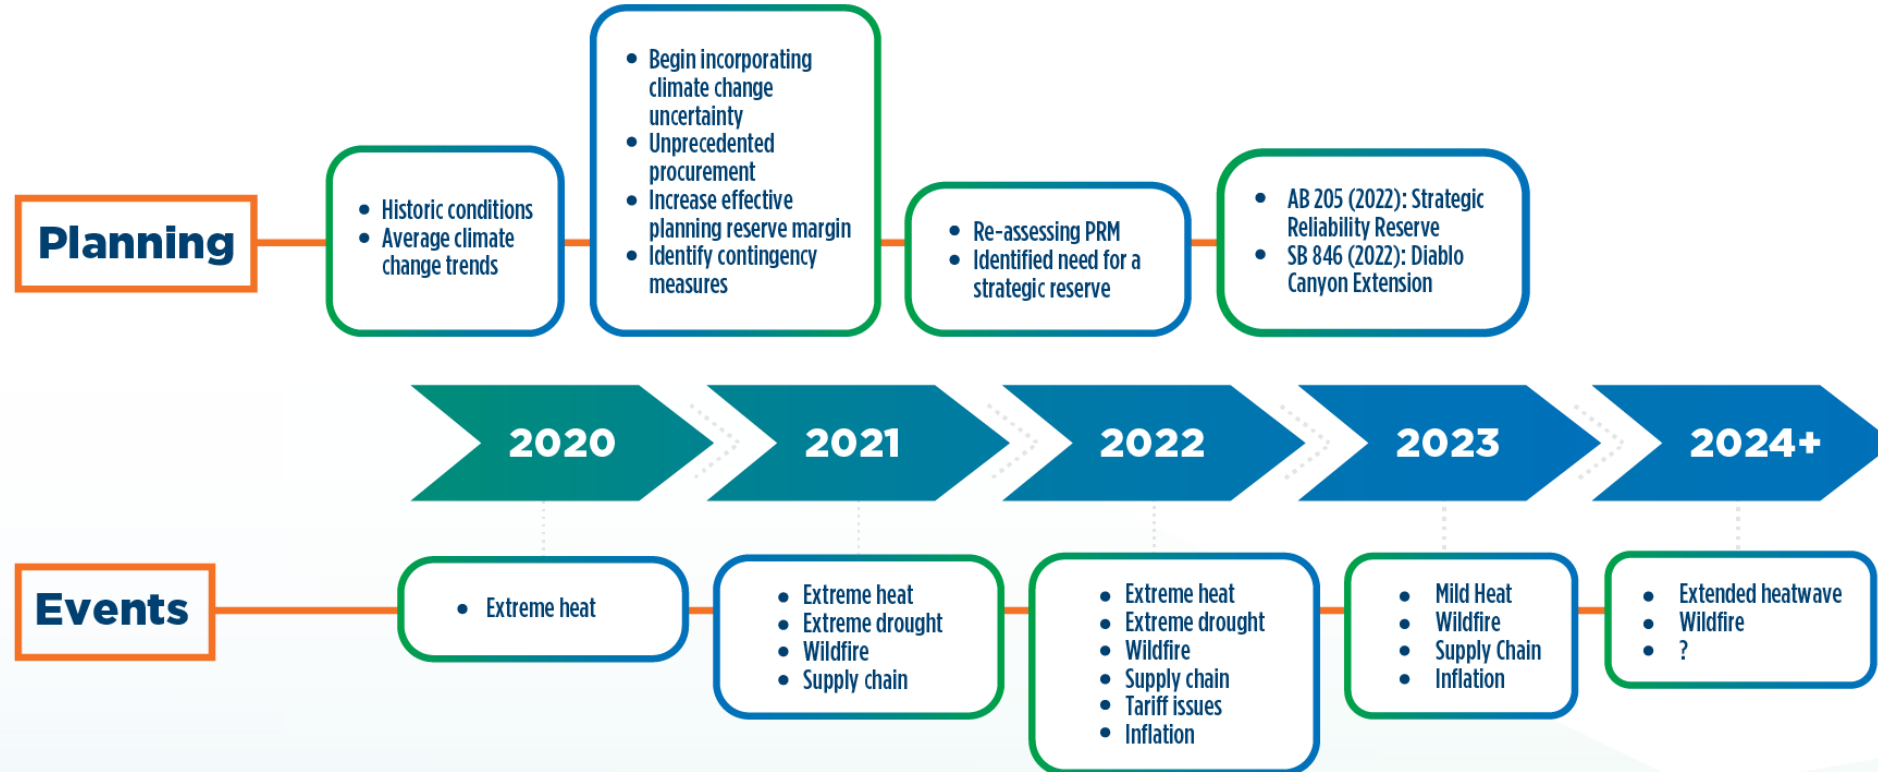 Planning
• Historic conditions
• Average climate
change trends
• Begin incorporating
climate change
uncertainty
• Unprecedented
procurement
• Increase effective
planning reserve margin
• Identify contingency
measures
• Re-assessing PRM
• Identified need for a
strategic reserve
• AB 205 (2022): Strategic
Reliability Reserve
• SB 846 (2022): Diablo
Canyon Extension
2020
2021
2022
2023
2024+
Events
• Extreme heat
• Extreme heat
• Extreme drought
• Wildfire
• Supply chain
• Extreme heat
• Extreme drought
• Wildfire
• Supply chain
• Tariff issues
• Inflation
• Mild Heat
• Wildfire
• Supply Chain
• Inflation
• Extended heatwave
• Wildfire
• ?